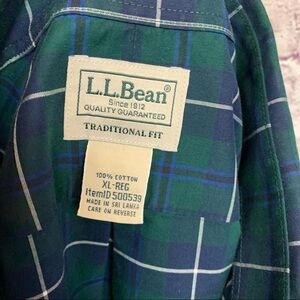 L.L.Bean®
Since 1912
QUALITY GUARANTEED
TRADITIONAL FIT
100% COTTON
XL-REG
ItemID 500539
MADE IN SRI LANKA
CARE ON REVERSE